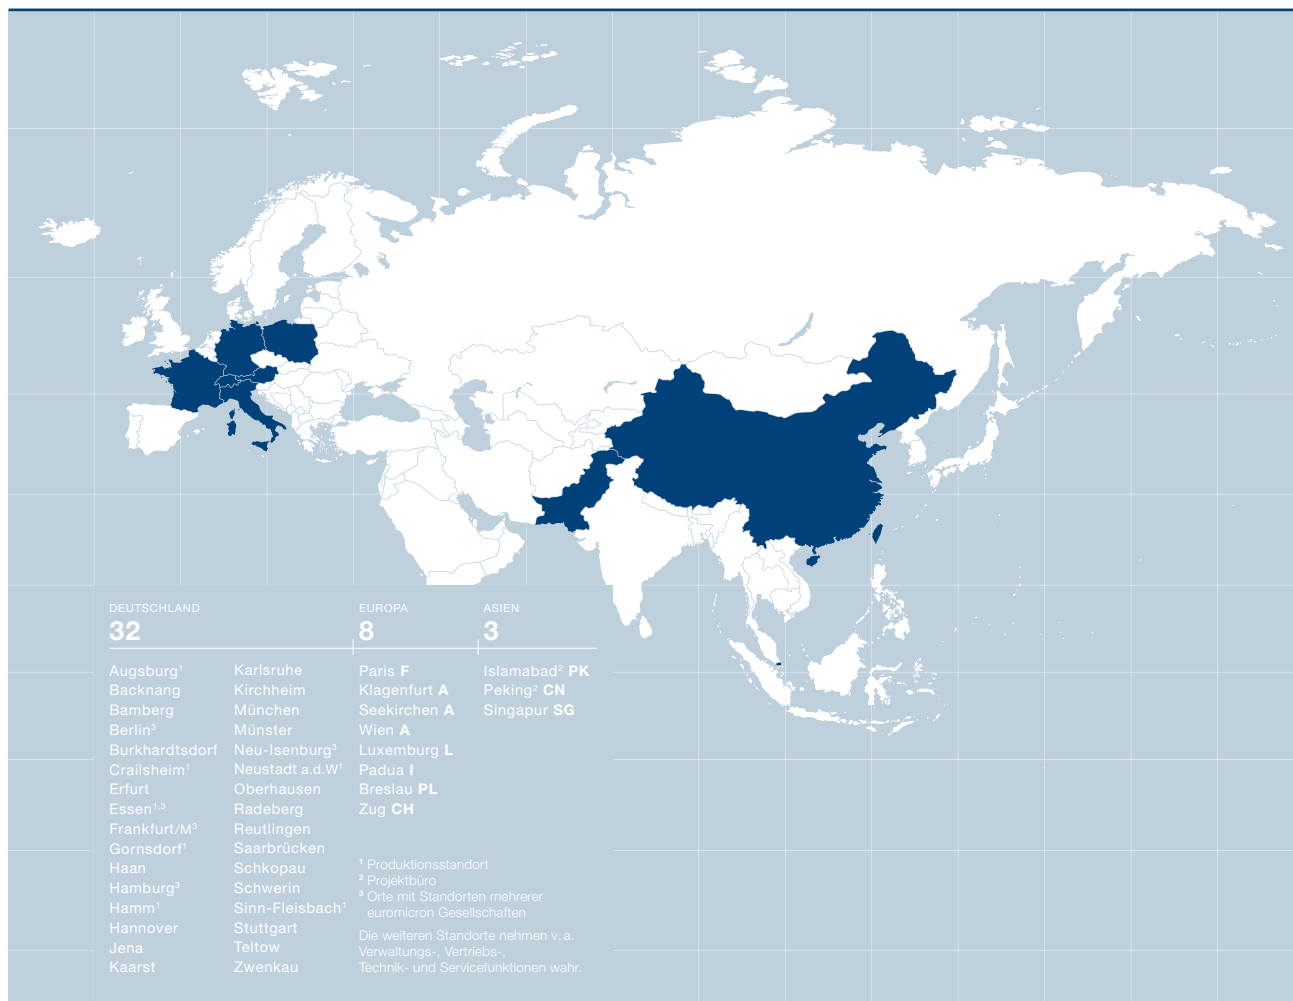 DEUTSCHLAND
32
Augsburg¹
Backnang
Bamberg
Berlin³
Burkhardtsdorf
Crailsheim¹
Erfurt
Essen¹,³
Frankfurt/M³
Gornsdorf¹
Haan
Hamburg³
Hamm¹
Hannover
Jena
Kaarst
Karlsruhe
Kirchheim
München
Münster
Neu-Isenburg³
Neustadt a.d.W¹
Oberhausen
Radeberg
Reutlingen
Saarbrücken
Schkopau
Schwerin
Sinn-Fleisbach¹
Stuttgart
Teltow
Zwenkau
EUROPA
8
Paris F
Klagenfurt A
Seekirchen A
Wien A
Luxemburg L
Padua I
Breslau PL
Zug CH
ASIEN
3
Islamabad² PK
Peking² CN
Singapur SG
¹ Produktionsstandort
² Projektbüro
³ Orte mit Standorten mehrerer
euromicron Gesellschaften
Die weiteren Standorte nehmen v. a.
Verwaltungs-, Vertriebs-,
Technik- und Servicefunktionen wahr.